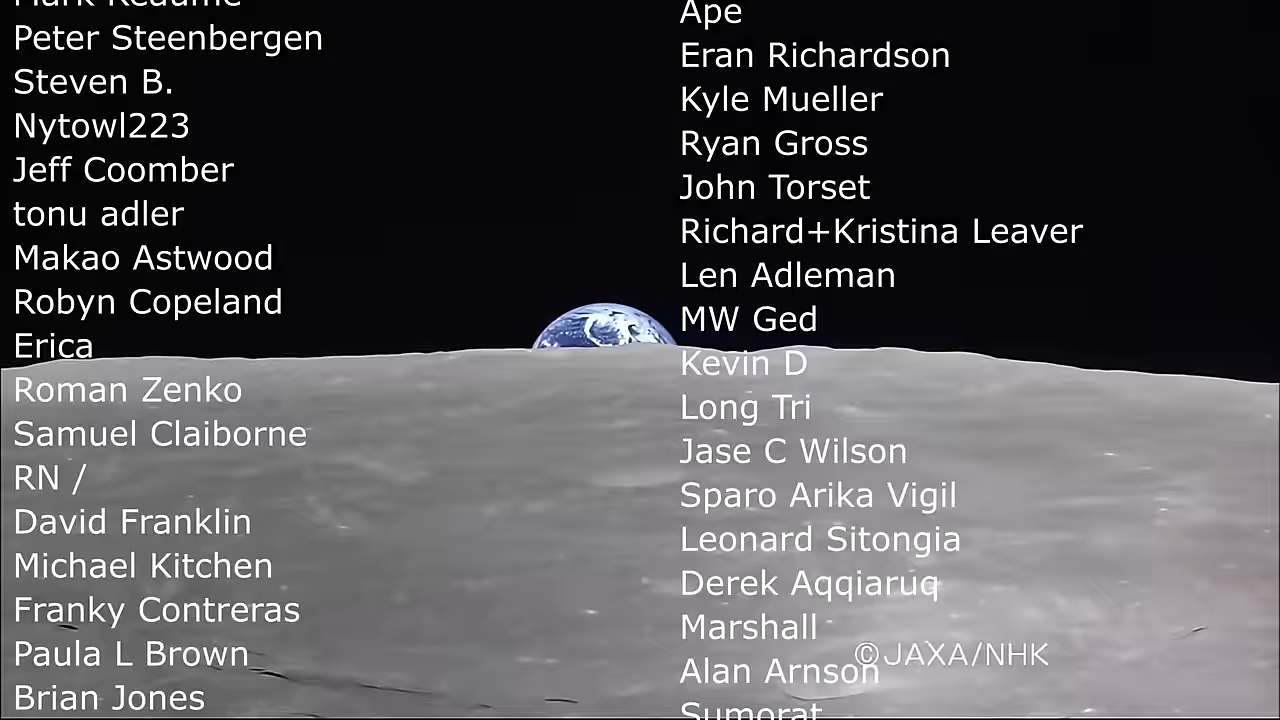 Mark Reaume
Peter Steenbergen
Steven B.
Nytowl223
Jeff Coomber
tonu adler
Makao Astwood
Robyn Copeland
Erica
Roman Zenko
Samuel Claiborne
RN /
David Franklin
Michael Kitchen
Franky Contreras
Paula L Brown
Brian Jones
Ape
Eran Richardson
Kyle Mueller
Ryan Gross
John Torset
Richard+Kristina Leaver
Len Adleman
MW Ged
Kevin D
Long Tri
Jase C Wilson
Sparo Arika Vigil
Leonard Sitongia
Derek Aqqiaruq
Marshall
Alan Arnson
Sumorat
©JAXA/NHK